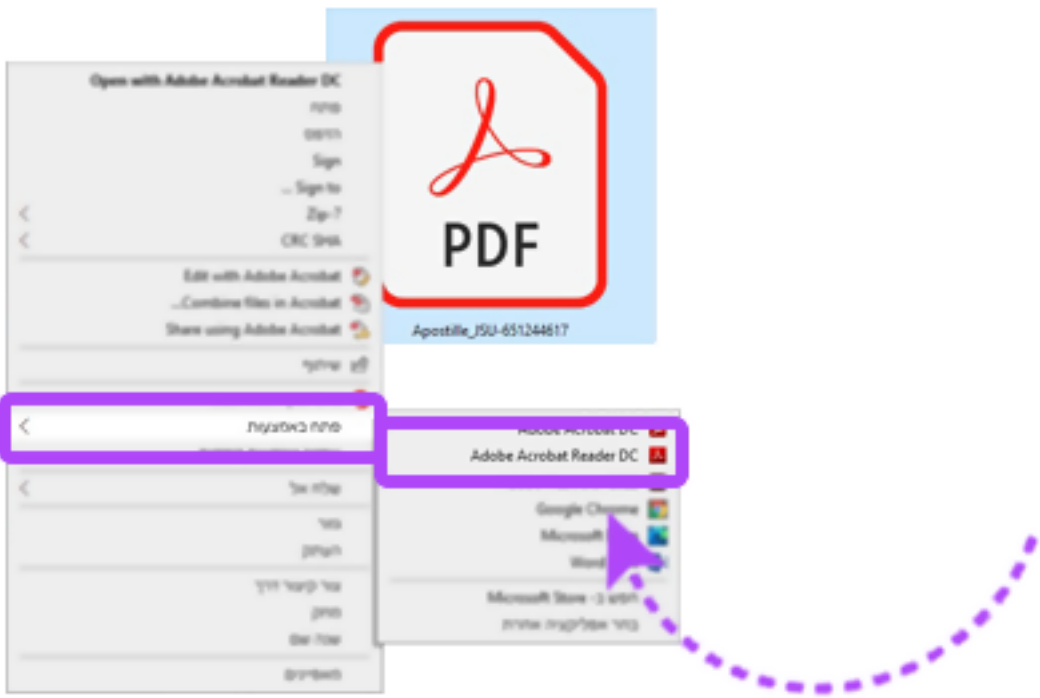 PDF
Apostille_JSU-651244617
Open with Adobe Acrobat Reader DC
פתח
הדפס
Sign
... Sign to
Zip-7
CRC SHA
Edit with Adobe Acrobat
...Combine files in Acrobat
Share using Adobe Acrobat
שיתוף
פתח באמצעות
שלח אל
גזור
העתק
צור קיצור דרך
מחק
שנה שם
מאפיינים
Adobe Acrobat DC
Adobe Acrobat Reader DC
Google Chrome
Microsoft
Word
חפש ב- Microsoft Store
בחר אפליקציה אחרת